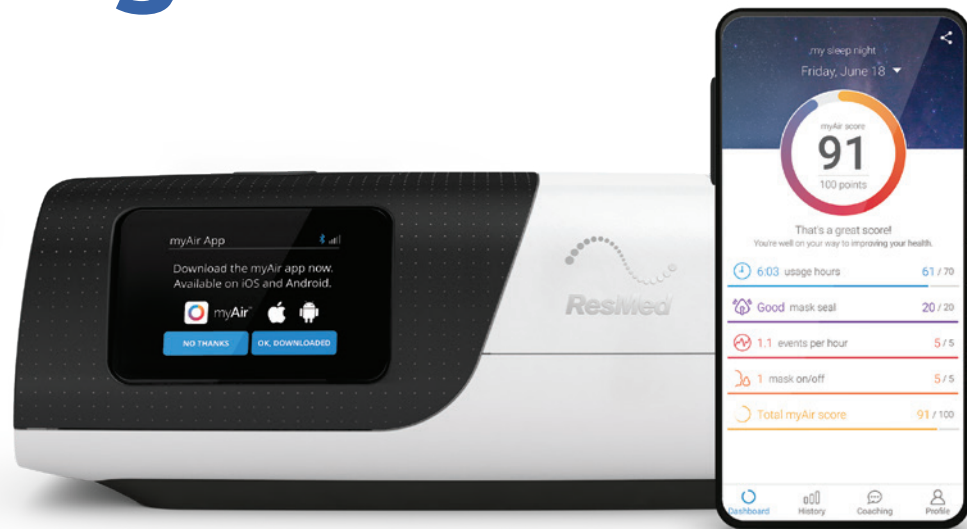 myAir App
Download the myAir app now.
Available on iOS and Android.
myAir™
NO THANKS
OK, DOWNLOADED
ResMed
my sleep night
Friday, June 18
myAir score
91
100 points
That's a great score!
You're well on your way to improving your health.
6:03 usage hours 61 / 70
Good mask seal 20 / 20
1.1 events per hour 5 / 5
1 mask on/off 5 / 5
Total myAir score 91 / 100
Dashboard History Coaching Profile